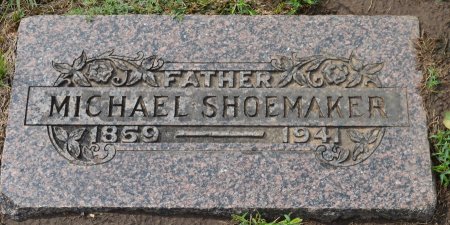 FATHER
MICHAEL SHOEMAKER
1859 — 1941